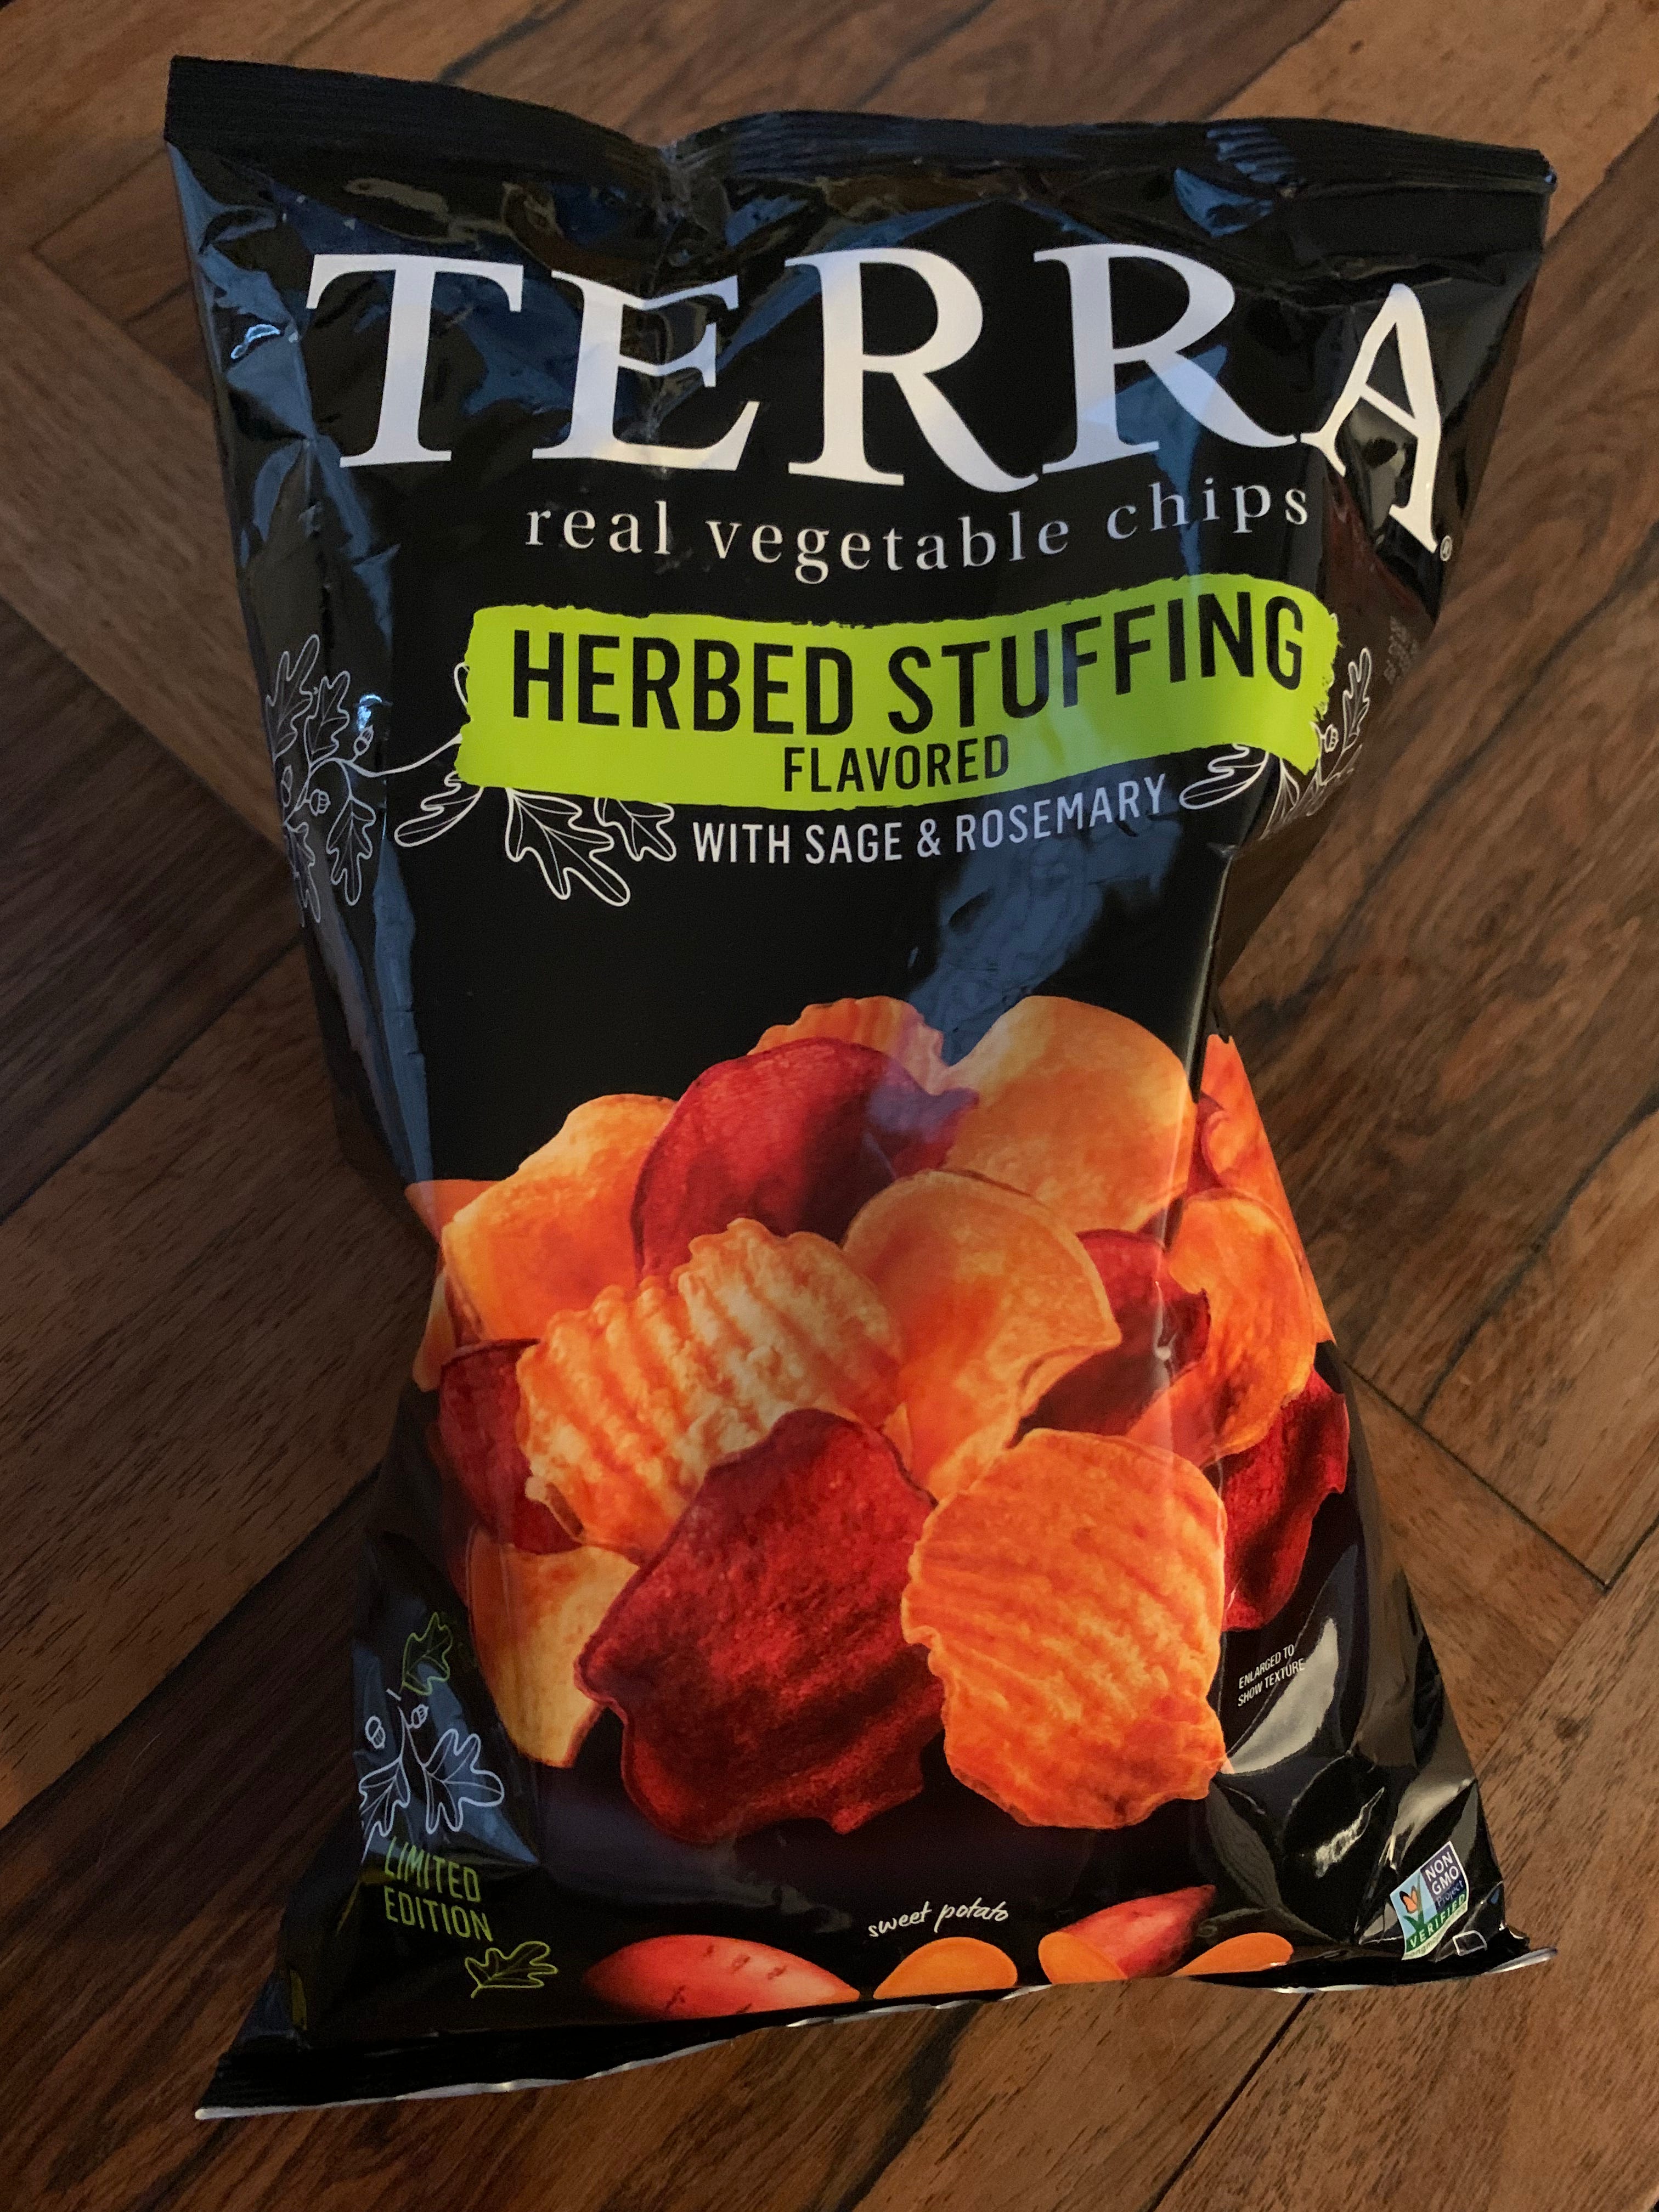 TERRA®
real vegetable chips
HERBED STUFFING
FLAVORED
WITH SAGE & ROSEMARY
ENLARGED TO
SHOW TEXTURE
LIMITED
EDITION
sweet potato
NON
GMO
Project
VERIFIED